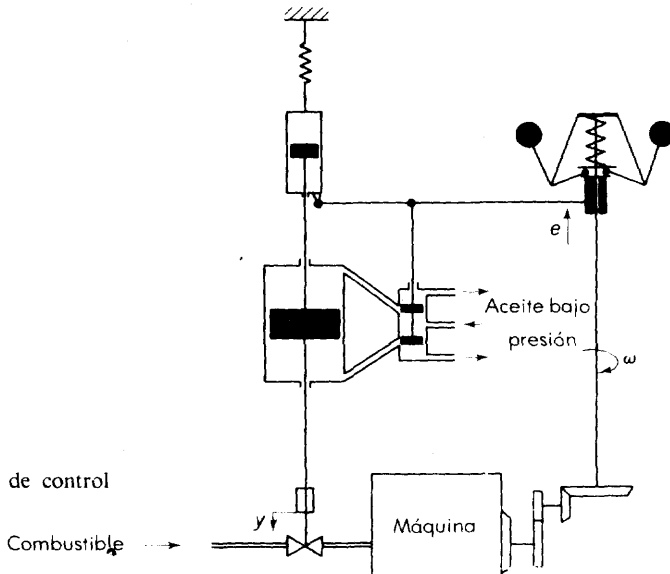 e
Aceite bajo
presión
ω
de control
y
Máquina
Combustible